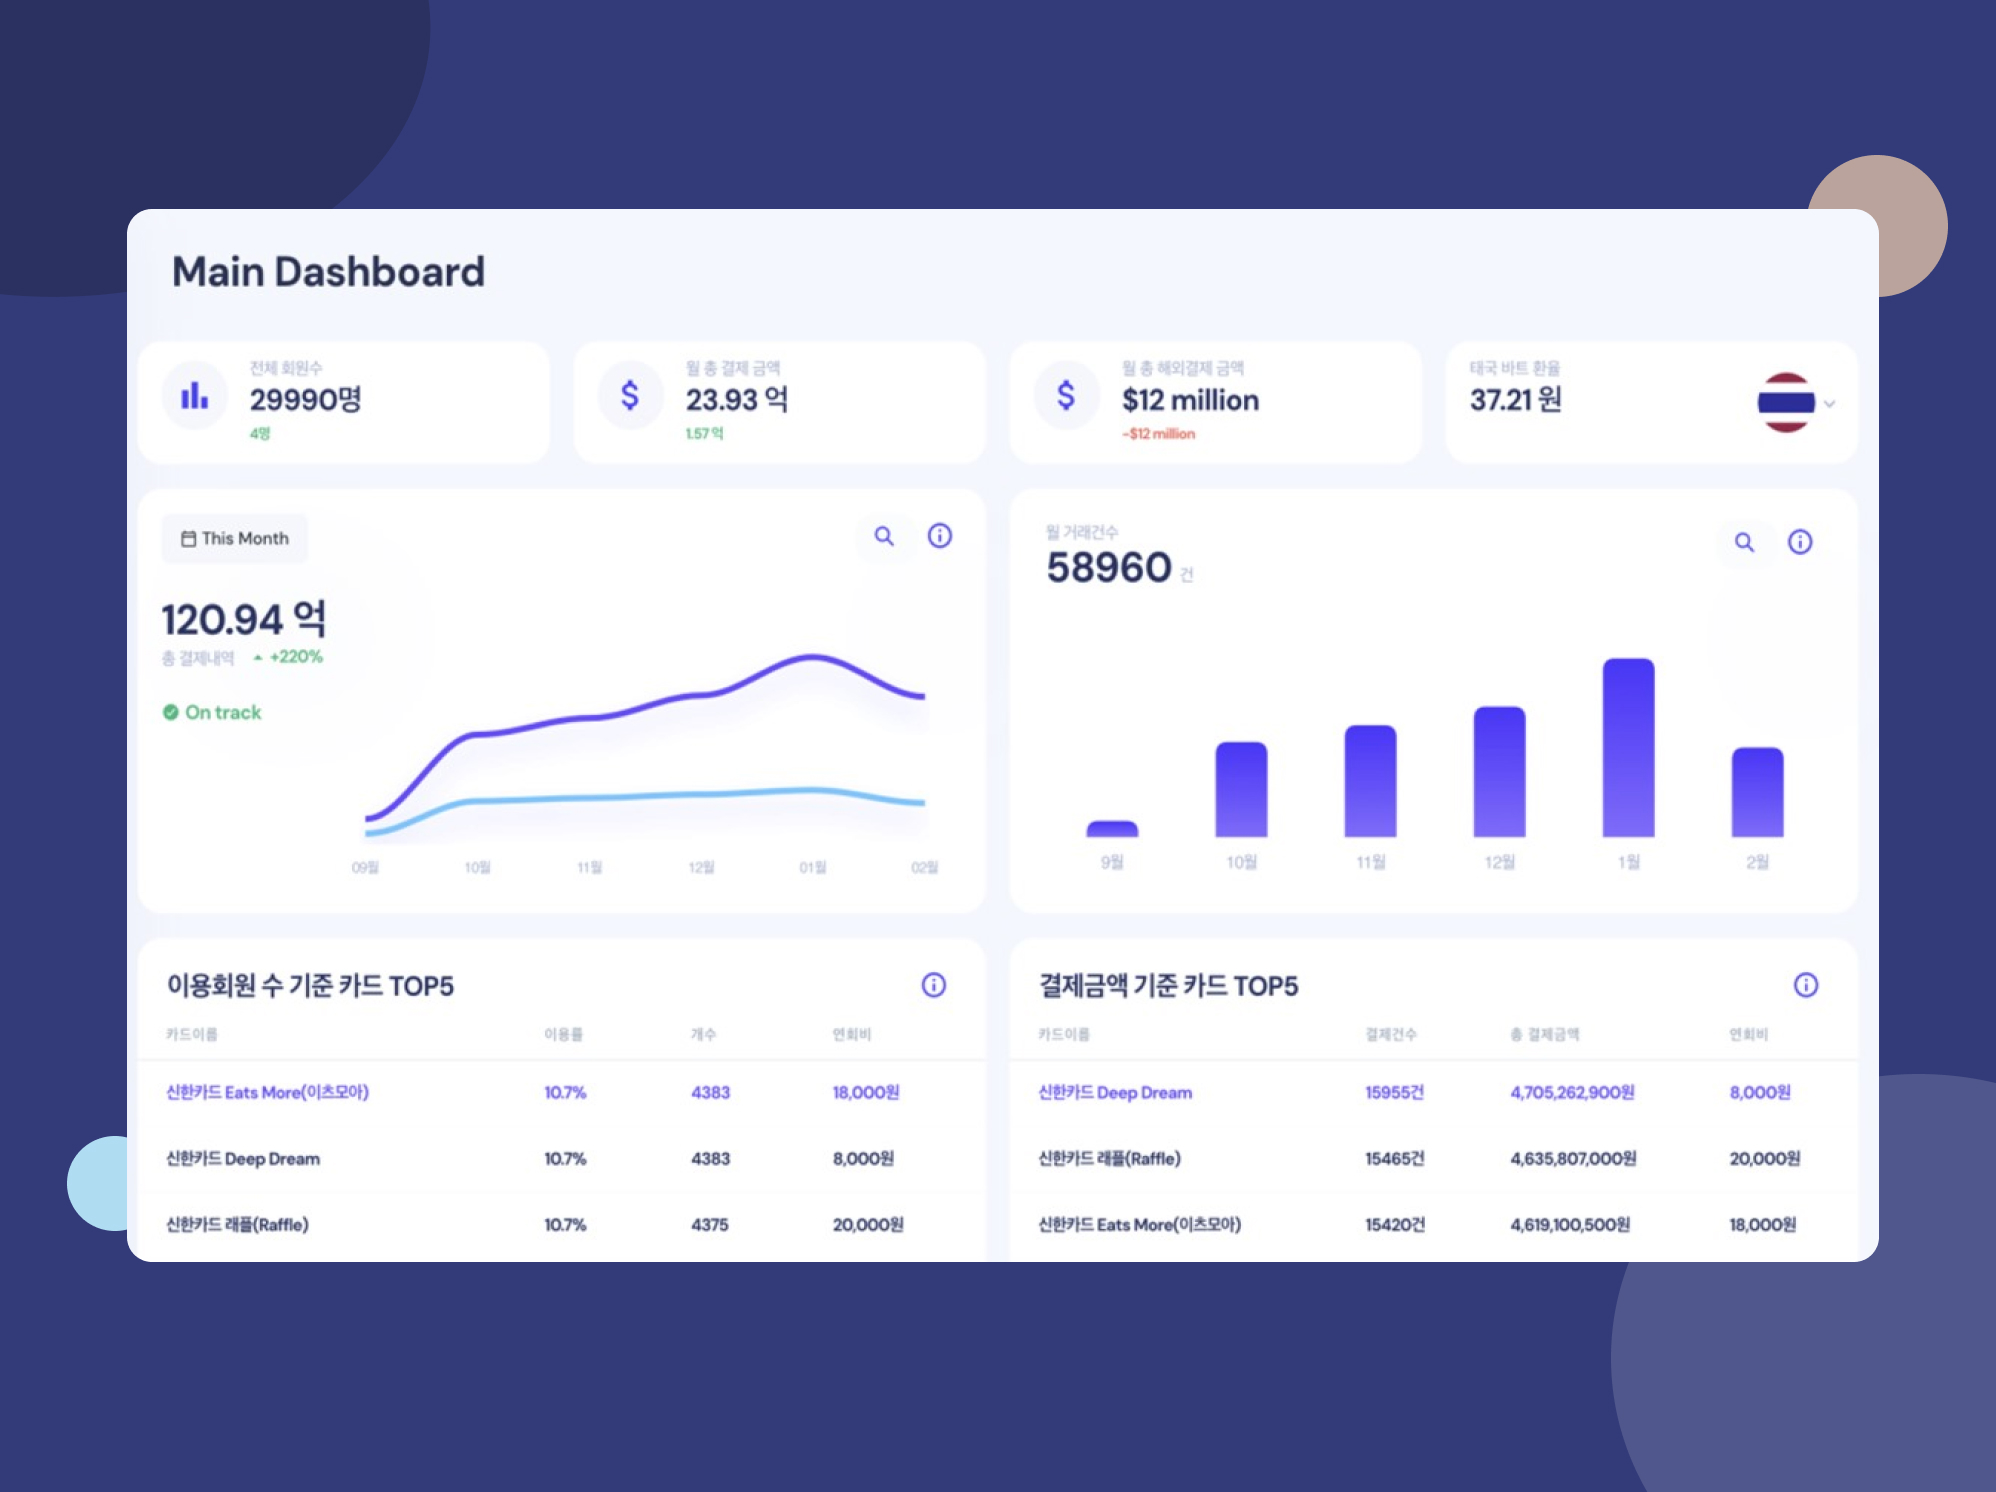 Main Dashboard
전체 회원수
29990명
4명
월 총 결제 금액
23.93 억
1.57 억
월 총 해외결제 금액
$12 million
-$12 million
태국 바트 환율
37.21 원
This Month
120.94 억
총 결제내역 +220%
On track
09월 10월 11월 12월 01월 02월
월 거래건수
58960 건
9월 10월 11월 12월 1월 2월
이용회원 수 기준 카드 TOP5
카드이름 이용률 개수 연회비
신한카드 Eats More(이츠모아) 10.7% 4383 18,000원
신한카드 Deep Dream 10.7% 4383 8,000원
신한카드 래플(Raffle) 10.7% 4375 20,000원
결제금액 기준 카드 TOP5
카드이름 결제건수 총 결제금액 연회비
신한카드 Deep Dream 15955건 4,705,262,900원 8,000원
신한카드 래플(Raffle) 15465건 4,635,807,000원 20,000원
신한카드 Eats More(이츠모아) 15420건 4,619,100,500원 18,000원